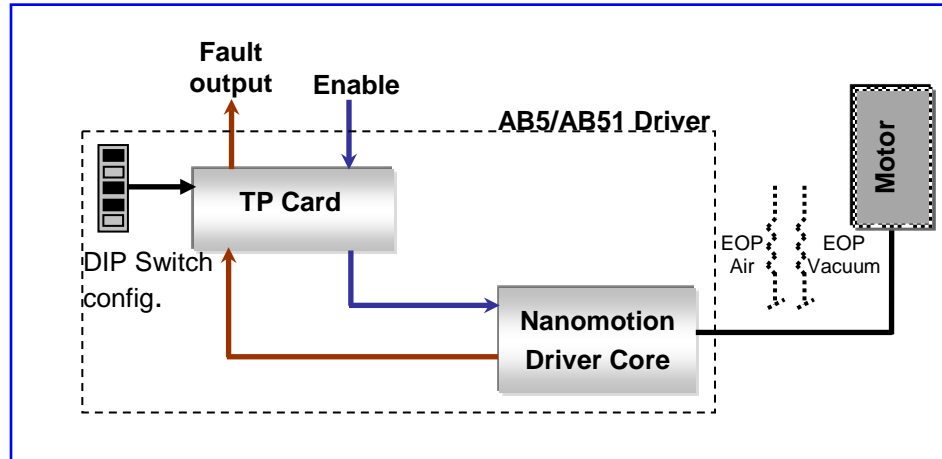 Fault
output
Enable
AB5/AB51 Driver
Motor
TP Card
EOP
Air
EOP
Vacuum
DIP Switch
config.
Nanomotion
Driver Core